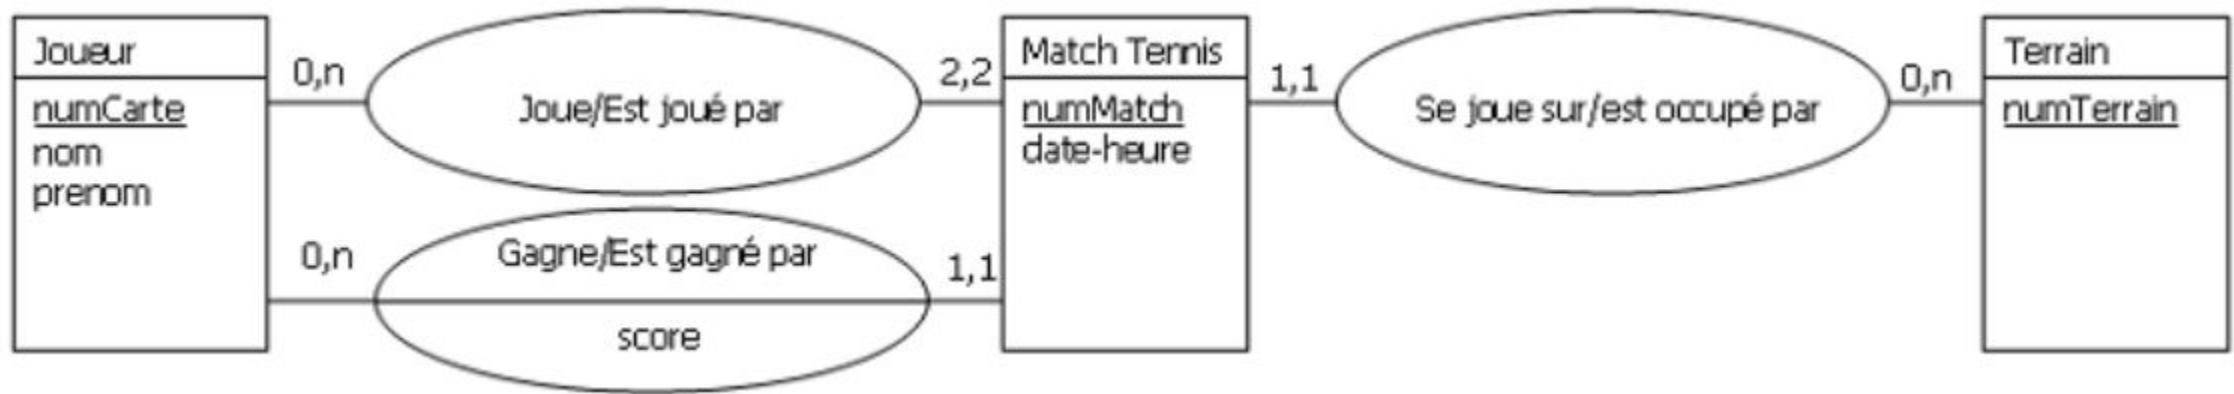 Joueur
numCarte
nom
prenom
0,n
Joue/Est joué par
2,2
0,n
Gagne/Est gagné par
score
1,1
Match Tennis
numMatch
date-heure
1,1
Se joue sur/est occupé par
0,n
Terrain
numTerrain